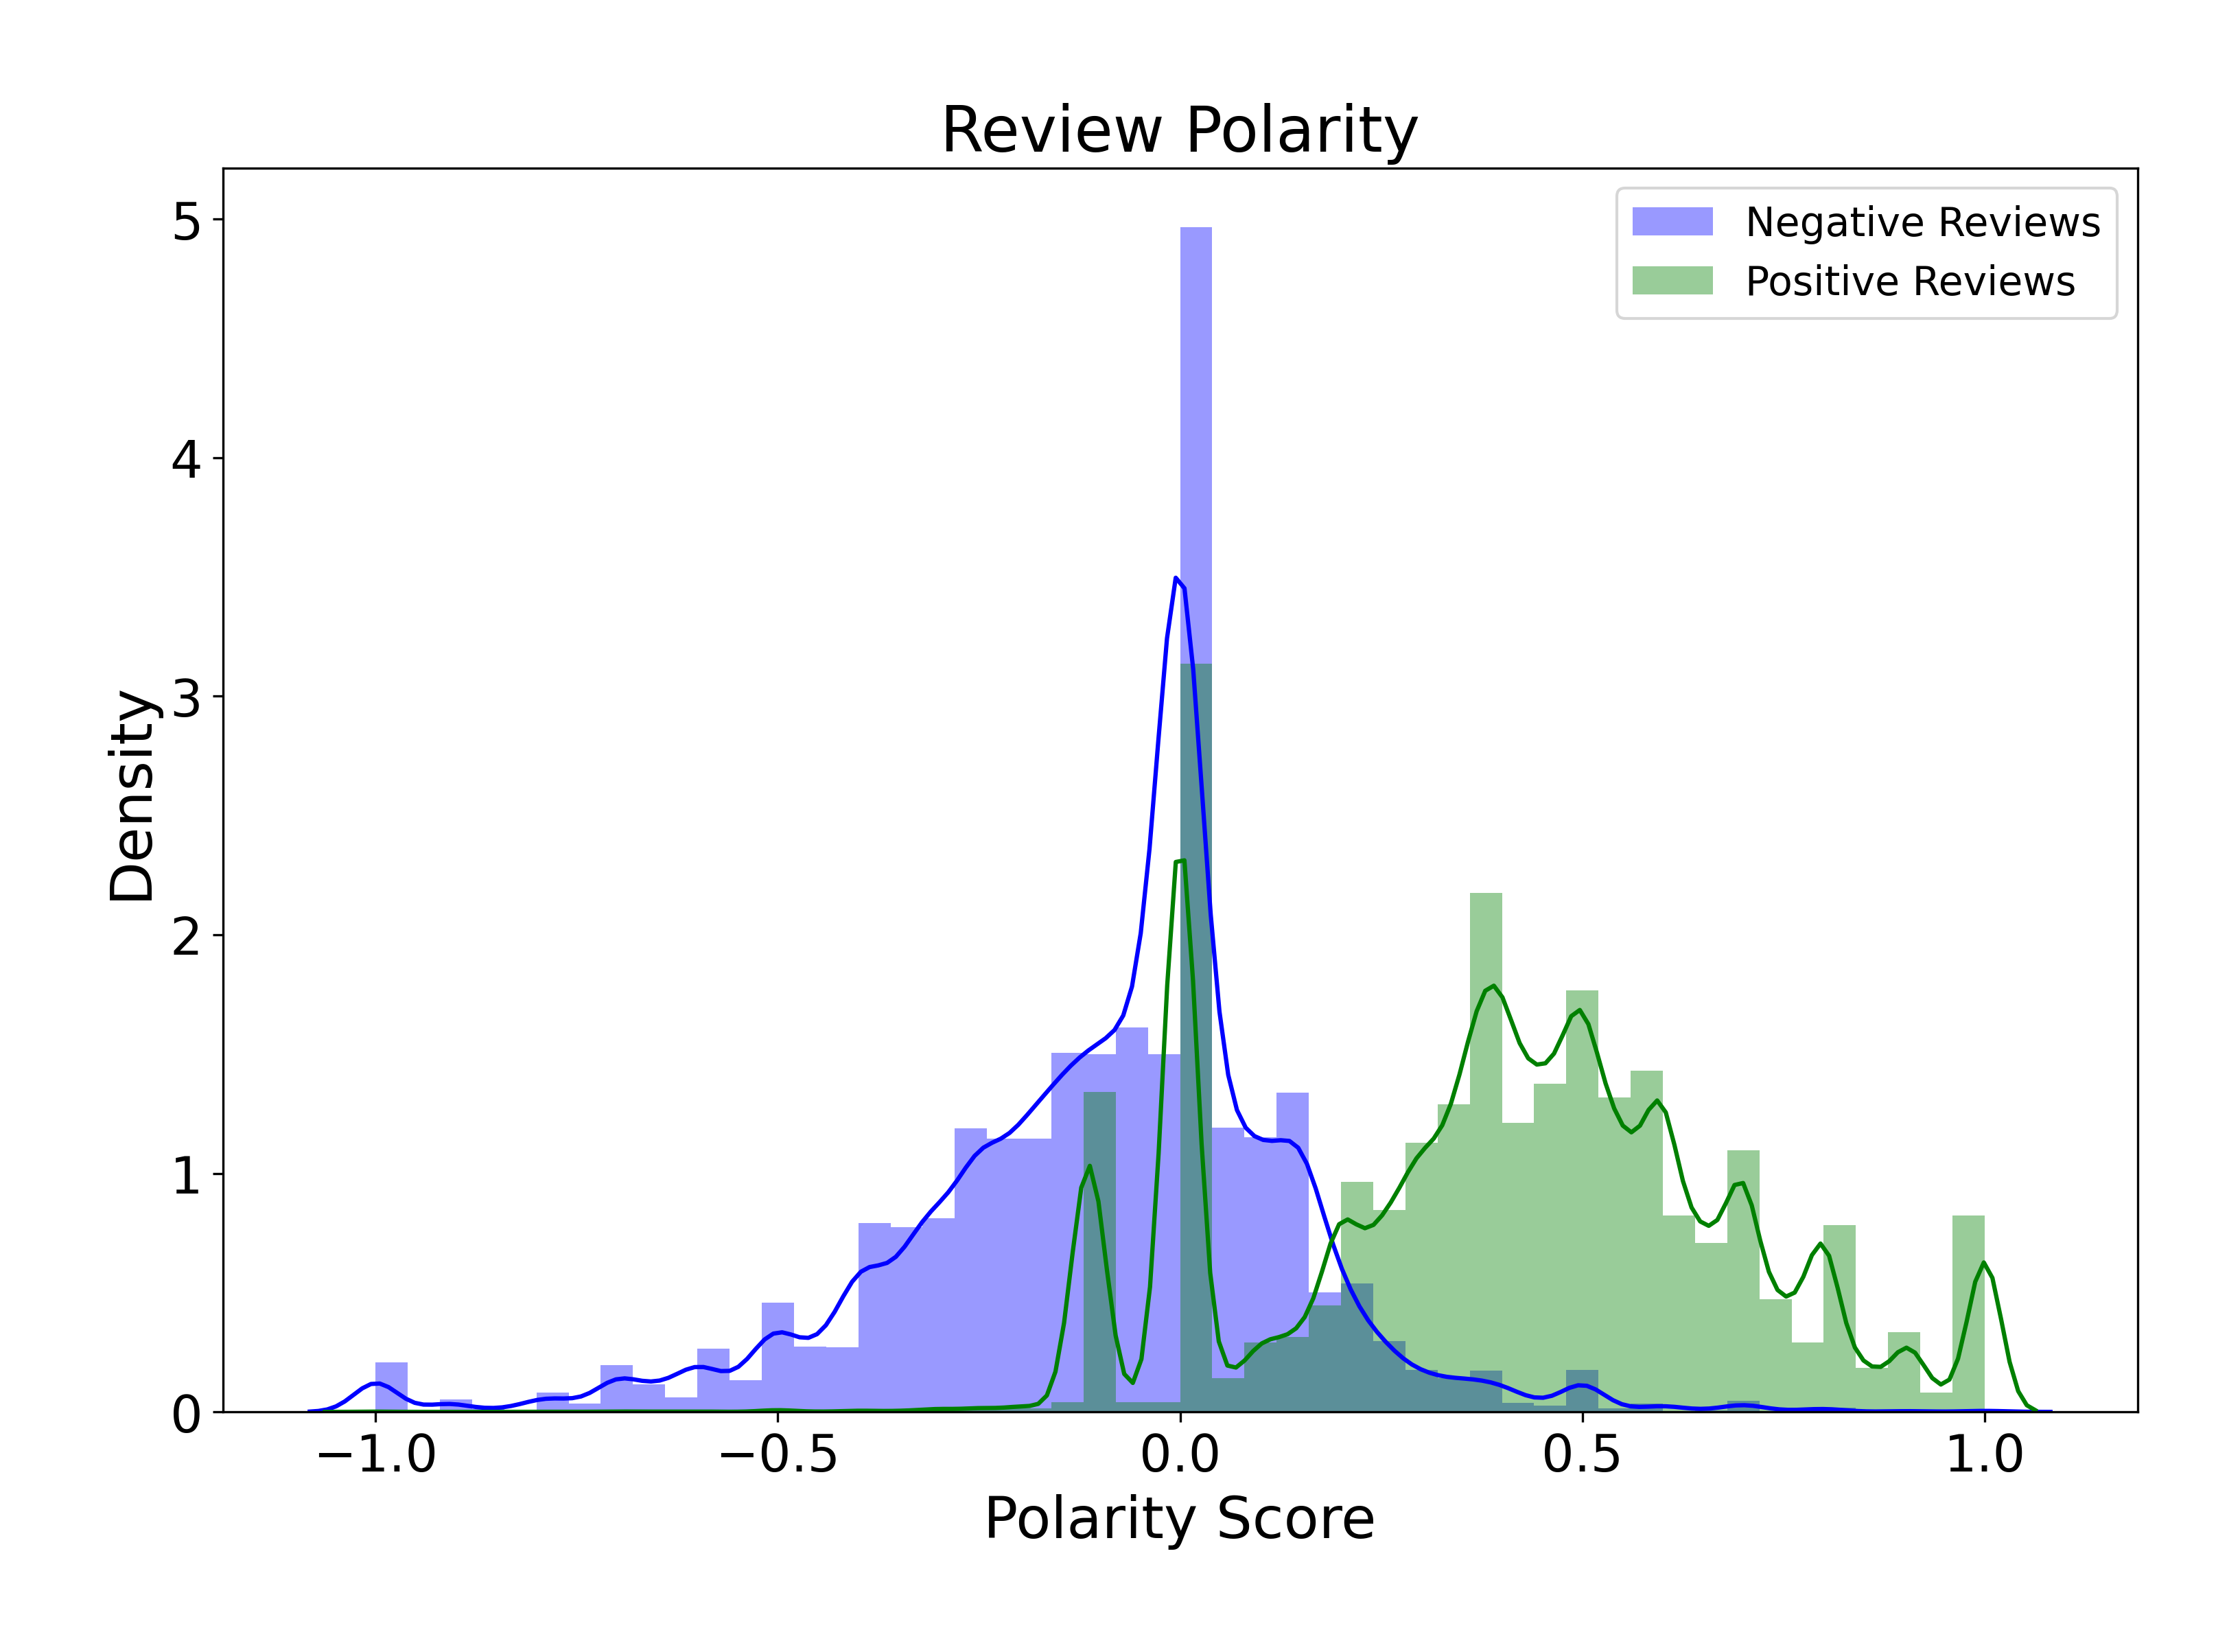 Review Polarity
Negative Reviews
Positive Reviews
Density
5
4
3
2
1
0
−1.0 −0.5 0.0 0.5 1.0
Polarity Score